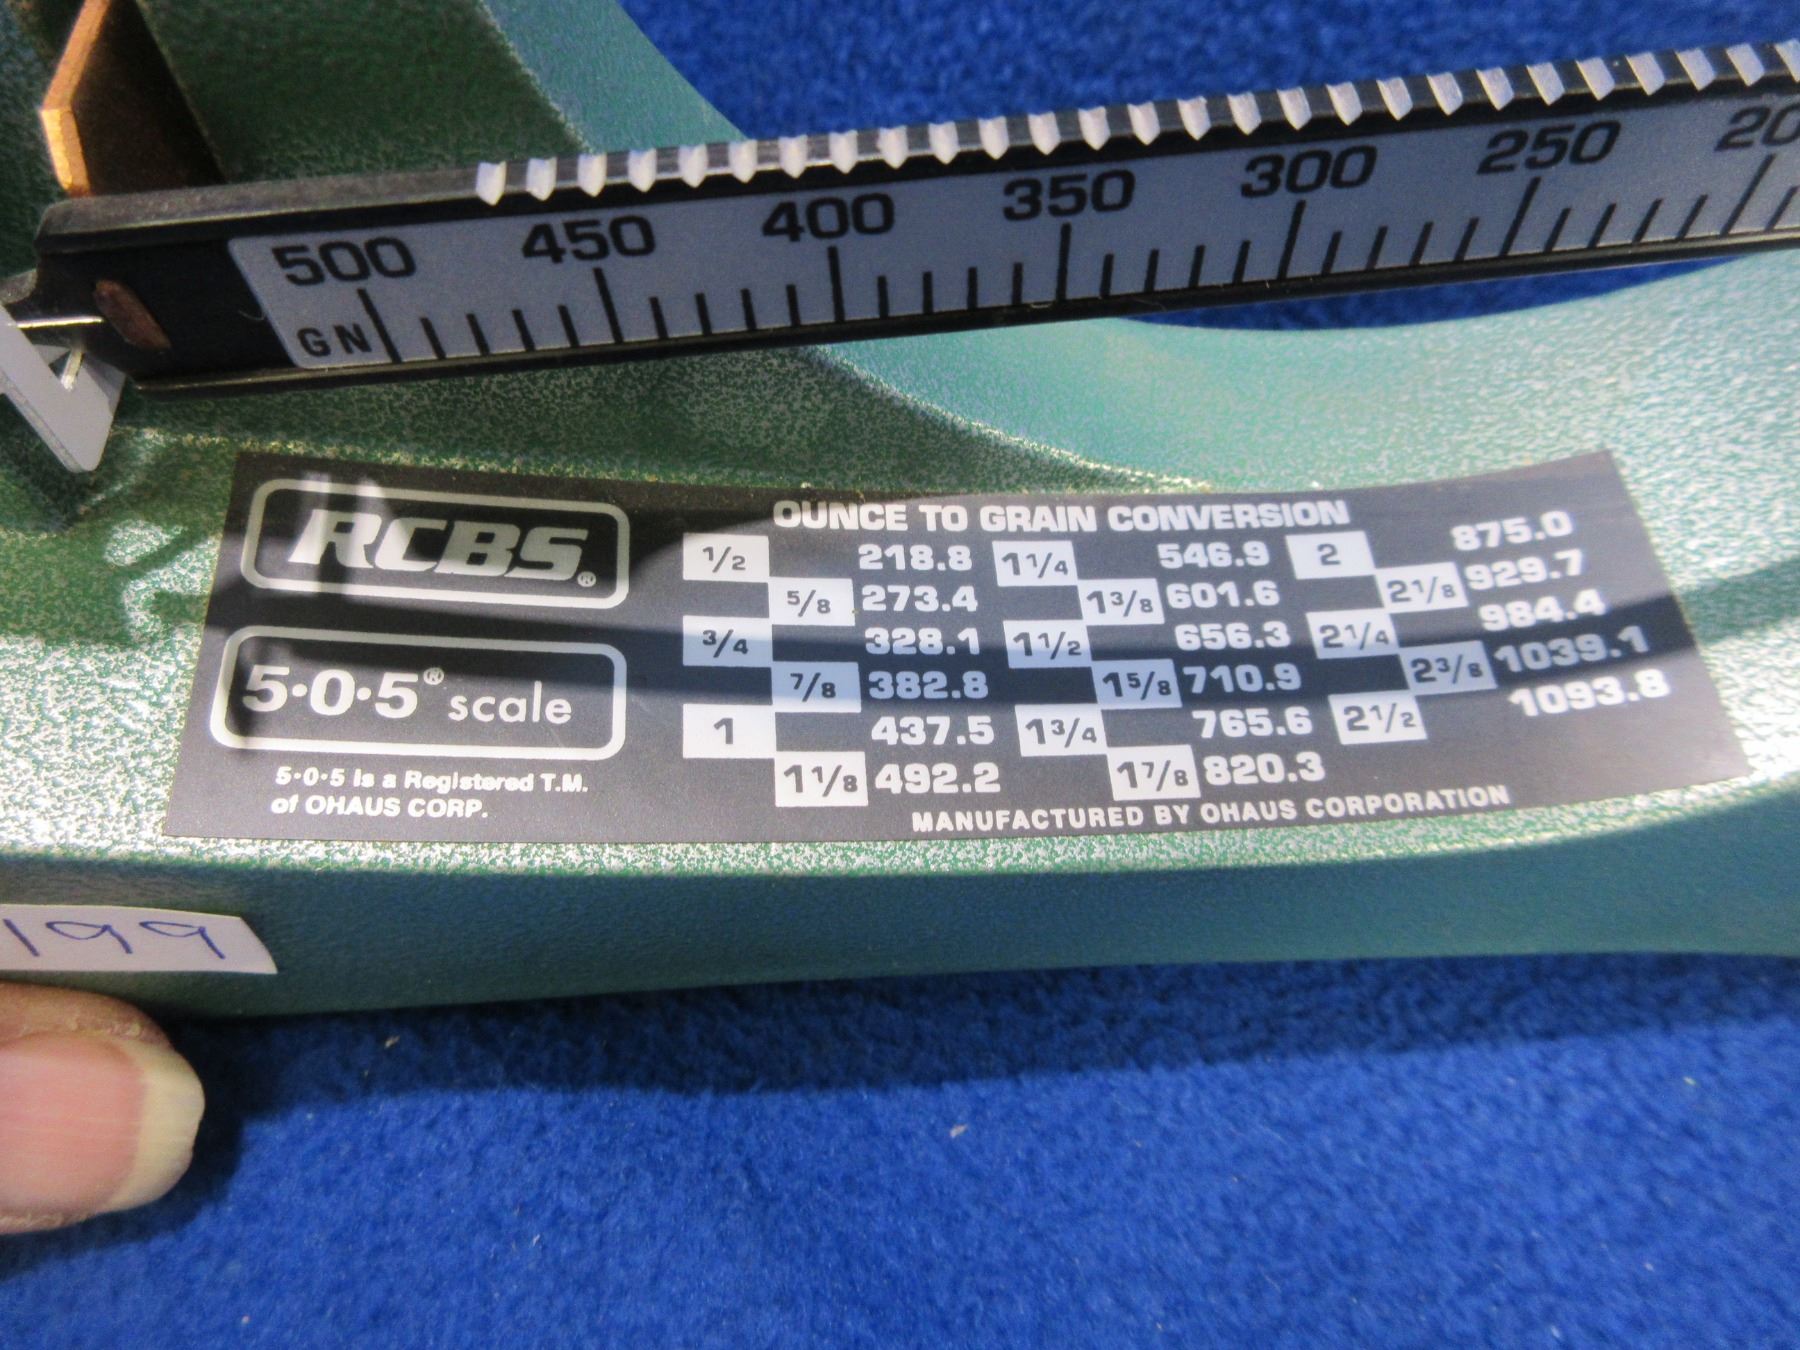 500 450 400 350 300 250 20
GN
RCBS®
5·0·5® scale
5·0·5 is a Registered T.M.
of OHAUS CORP.
OUNCE TO GRAIN CONVERSION
1/2 218.8 1 1/4 546.9 2 875.0
5/8 273.4 1 3/8 601.6 2 1/8 929.7
3/4 328.1 1 1/2 656.3 2 1/4 984.4
7/8 382.8 1 5/8 710.9 2 3/8 1039.1
1 437.5 1 3/4 765.6 2 1/2 1093.8
1 1/8 492.2 1 7/8 820.3
MANUFACTURED BY OHAUS CORPORATION
199